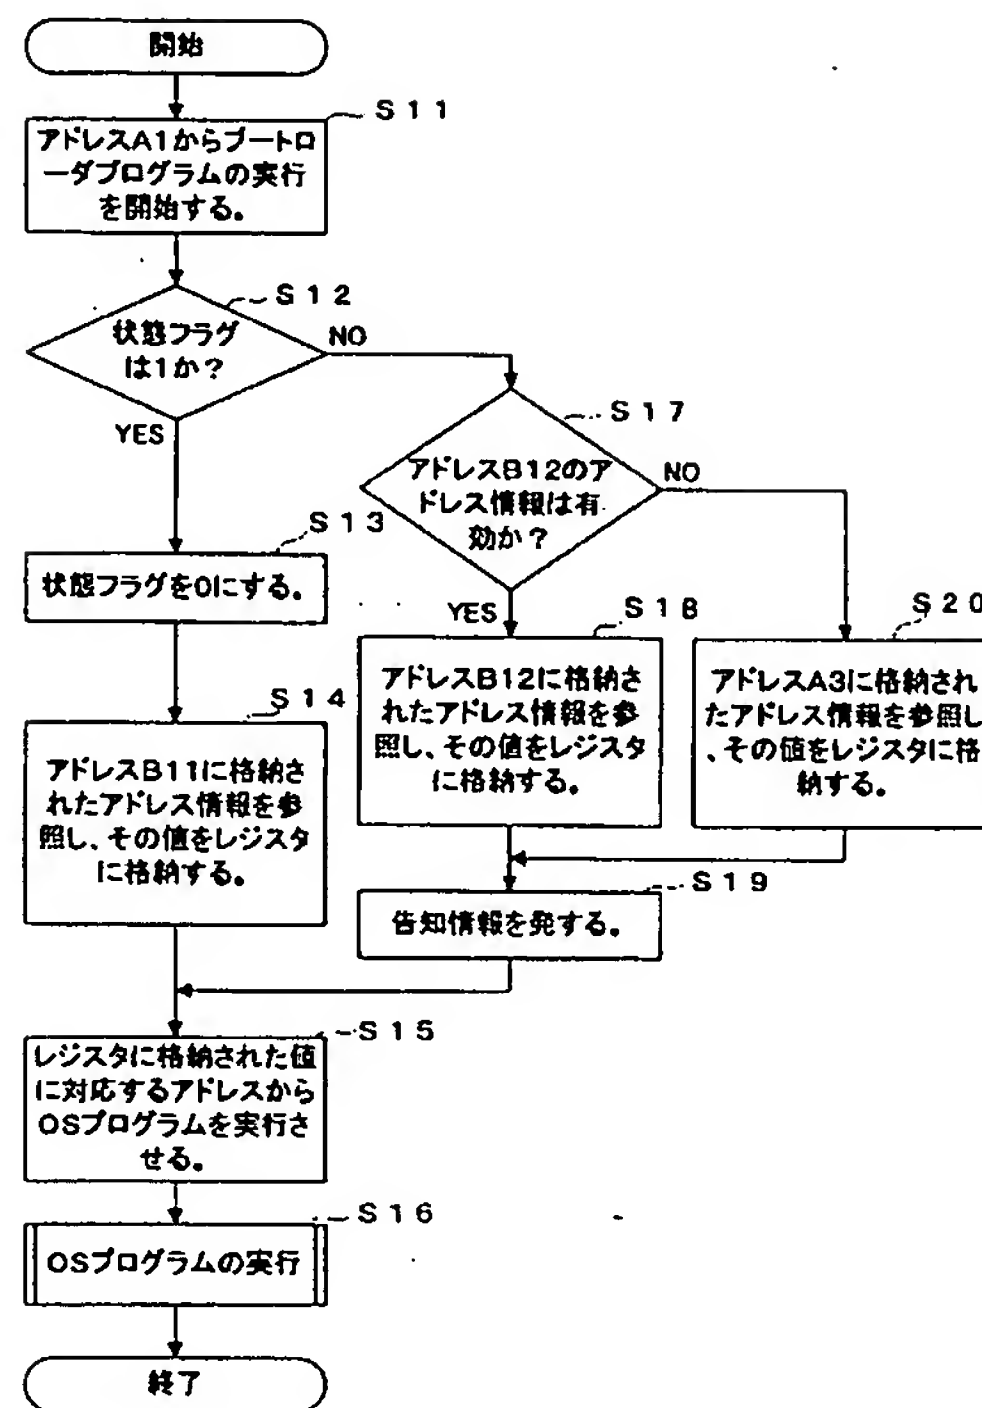 開始
S11
アドレスA1からブートロ
ーダプログラムの実行
を開始する。
S12
状態フラグ
は1か？
NO
YES
S17
アドレスB12のア
ドレス情報は有
効か？
NO
YES
S13
状態フラグを0にする。
S14
アドレスB11に格納さ
れたアドレス情報を参
照し、その値をレジスタ
に格納する。
S18
アドレスB12に格納さ
れたアドレス情報を参
照し、その値をレジスタ
に格納する。
S20
アドレスA3に格納され
たアドレス情報を参照し
、その値をレジスタに格
納する。
S19
告知情報を発する。
S15
レジスタに格納された値
に対応するアドレスから
OSプログラムを実行さ
せる。
S16
OSプログラムの実行
終了